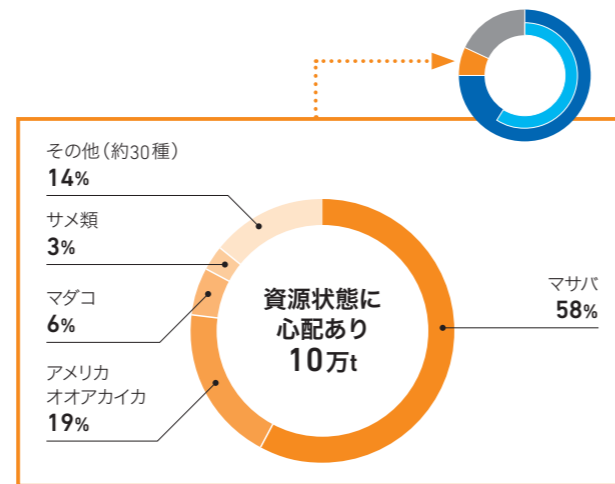 その他（約30種）
14%
サメ類
3%
マダコ
6%
アメリカ
オオアカイカ
19%
資源状態に
心配あり
10万t
マサバ
58%